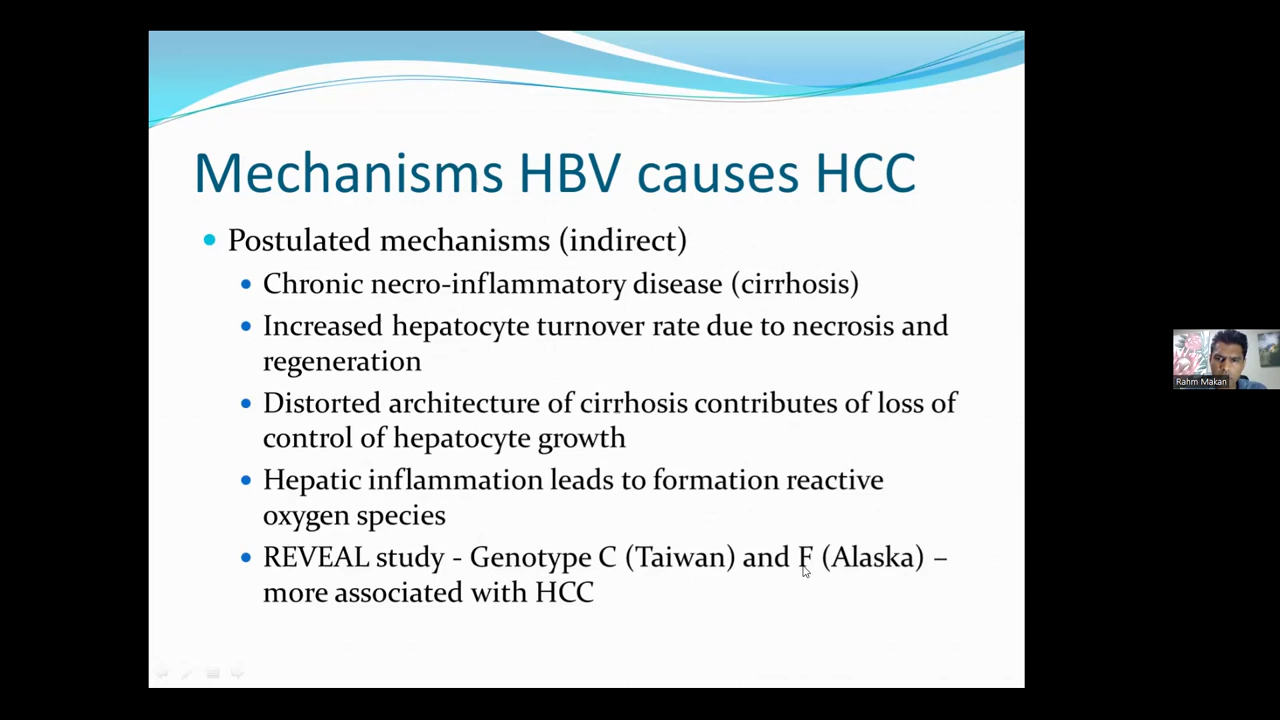 Mechanisms HBV causes HCC
Postulated mechanisms (indirect)
Chronic necro-inflammatory disease (cirrhosis)
Increased hepatocyte turnover rate due to necrosis and
regeneration
Distorted architecture of cirrhosis contributes of loss of
control of hepatocyte growth
Hepatic inflammation leads to formation reactive
oxygen species
REVEAL study - Genotype C (Taiwan) and F (Alaska) –
more associated with HCC
Rahm Makan